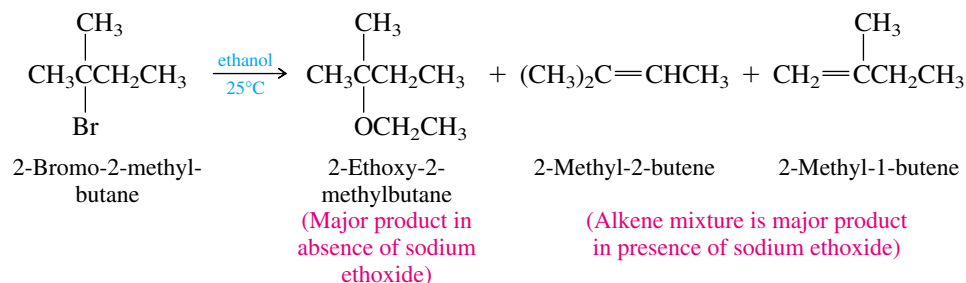 CH₃ CH₃ CH₃
CH₃CCH₂CH₃ ethanol 25°C CH₃CCH₂CH₃ + (CH₃)₂C=CHCH₃ + CH₂=CCH₂CH₃
Br OCH₂CH₃
2-Bromo-2-methyl-
butane
2-Ethoxy-2-
methylbutane
(Major product in
absence of sodium
ethoxide)
2-Methyl-2-butene 2-Methyl-1-butene
(Alkene mixture is major product
in presence of sodium ethoxide)